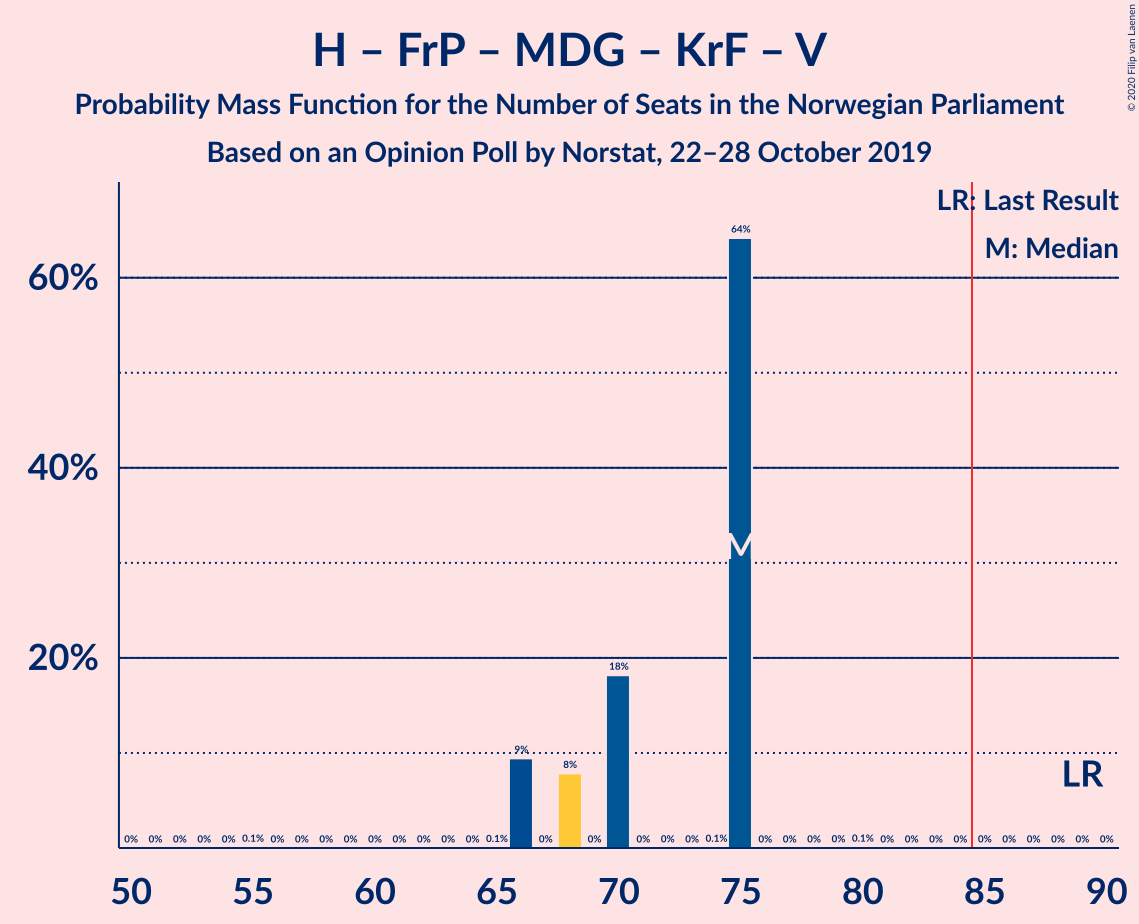 H – FrP – MDG – KrF – V
Probability Mass Function for the Number of Seats in the Norwegian Parliament
Based on an Opinion Poll by Norstat, 22–28 October 2019
© 2020 Filip van Laenen
LR: Last Result
M: Median
64%
60%
40%
M
20%
18%
9%
8%
LR
0% 0% 0% 0% 0% 0.1% 0% 0% 0% 0% 0% 0% 0% 0% 0% 0.1% 0% 0% 0% 0% 0% 0.1% 0% 0% 0% 0% 0.1% 0% 0% 0% 0% 0% 0% 0% 0% 0% 0%
50 55 60 65 70 75 80 85 90